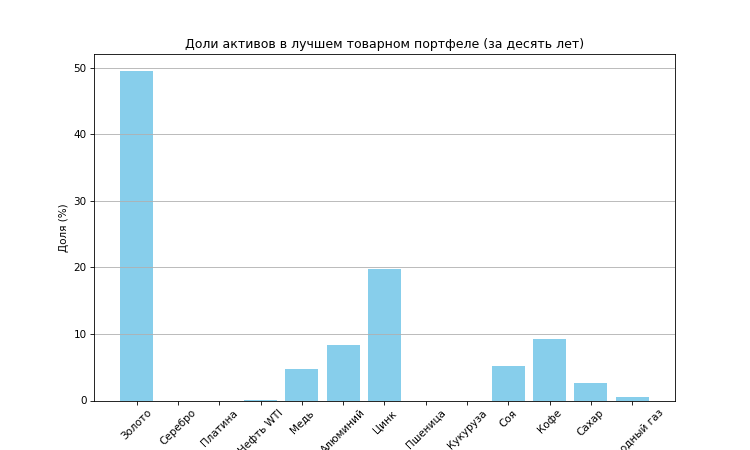 Доли активов в лучшем товарном портфеле (за десять лет)
Доля (%)
50
40
30
20
10
0
Золото
Серебро
Платина
Нефть WTI
Медь
Алюминий
Цинк
Пшеница
Кукуруза
Соя
Кофе
Сахар
газ